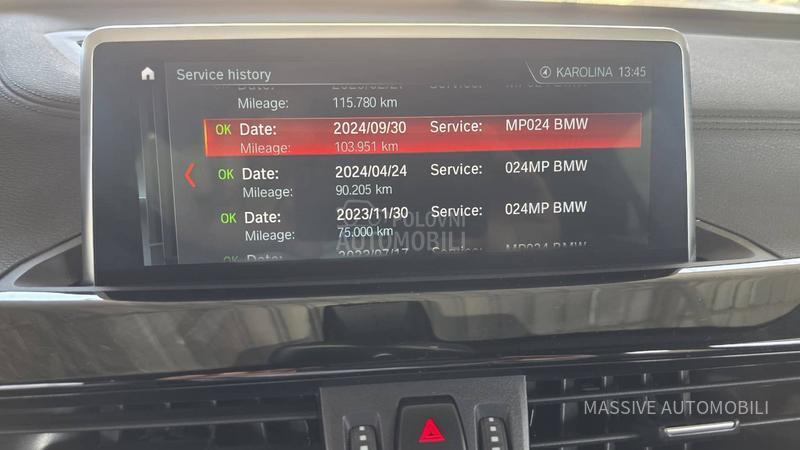 Service history
KAROLINA 13:45
Mileage: 115.780 km
OK Date: 2024/09/30 Service: MP024 BMW
Mileage: 103.951 km
OK Date: 2024/04/24 Service: 024MP BMW
Mileage: 90.205 km
OK Date: 2023/11/30 Service: 024MP BMW
Mileage: 75.000 km
POLOVNI
AUTOMOBILI
MASSIVE AUTOMOBILI